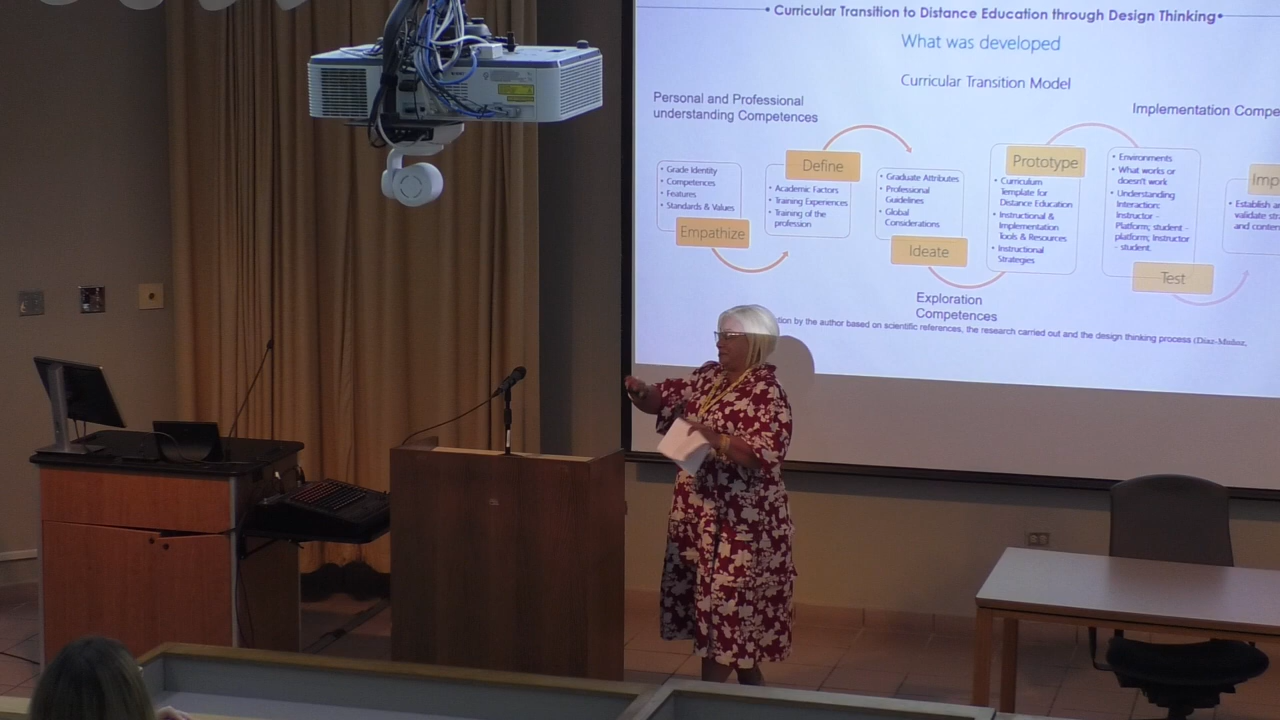 • Curricular Transition to Distance Education through Design Thinking•
What was developed
Curricular Transition Model
Personal and Professional
understanding Competences
Implementation Compe
• Grade Identity
• Competences
• Features
• Standards & Values
Empathize
Define
• Academic Factors
• Training Experiences
• Training of the
profession
• Graduate Attributes
• Professional
Guidelines
• Global
Considerations
Ideate
Exploration
Competences
Prototype
• Curriculum
Template for
Distance Education
• Instructional &
Implementation
Tools & Resources
• Instructional
Strategies
• Environments
• What works or
doesn't work
• Understanding
Interaction:
Instructor -
Platform; student -
platform; Instructor
- student.
Test
Imp
• Establish a
validate str
and conten
tion by the author based on scientific references, the research carried out and the design thinking process (Díaz-Muñoz,